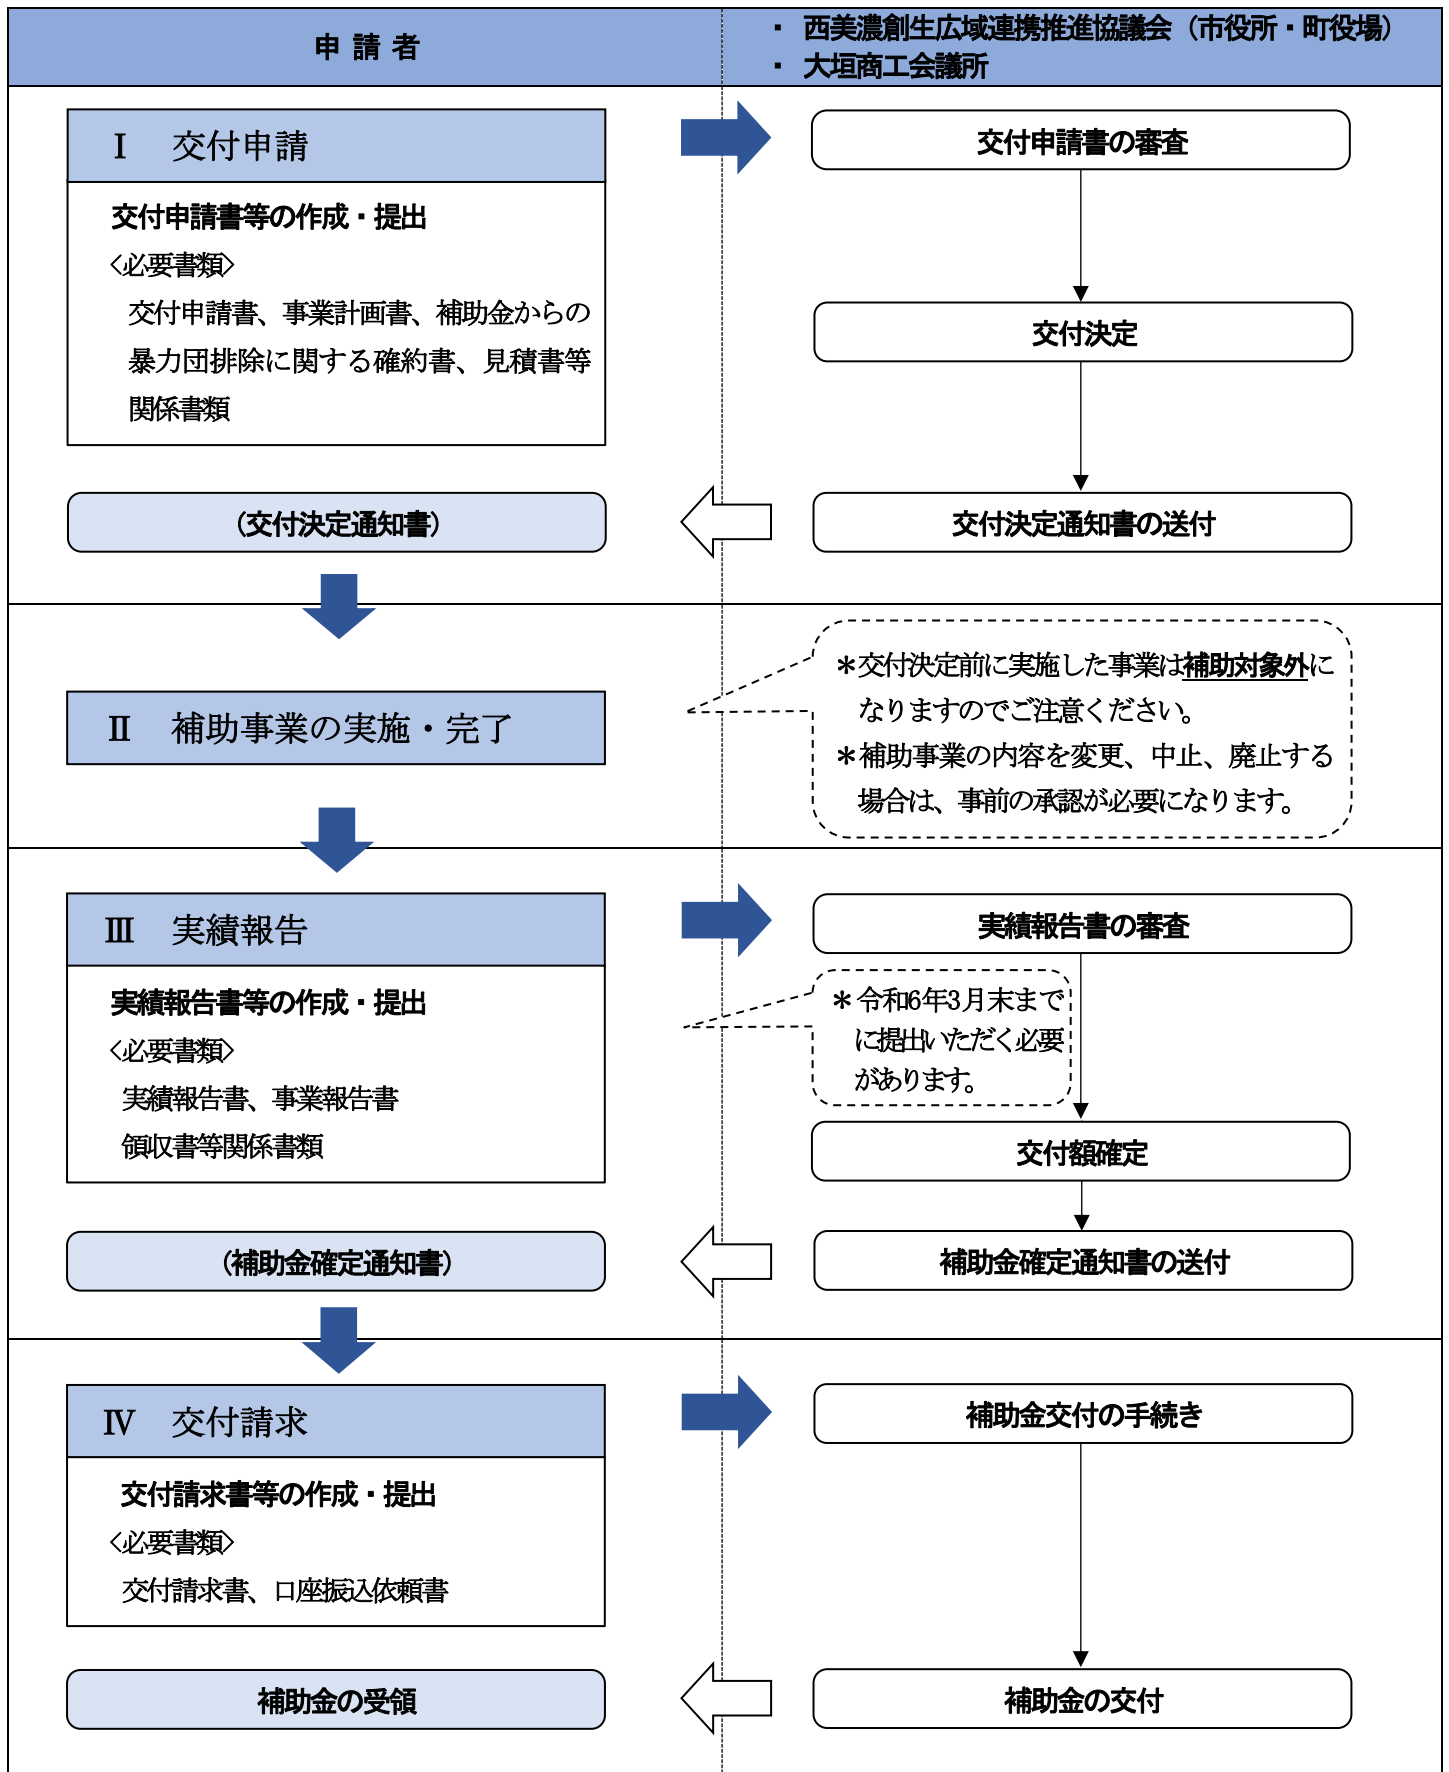 申請者
・ 西美濃創生広域連携推進協議会（市役所・町役場）
・ 大垣商工会議所
Ⅰ 交付申請
交付申請書等の作成・提出
<必要書類>
交付申請書、事業計画書、補助金からの
暴力団排除に関する確約書、見積書等
関係書類
交付申請書の審査
交付決定
交付決定通知書の送付
（交付決定通知書）
Ⅱ 補助事業の実施・完了
＊交付決定前に実施した事業は補助対象外に
なりますのでご注意ください。
＊補助事業の内容を変更、中止、廃止する
場合は、事前の承認が必要になります。
Ⅲ 実績報告
実績報告書等の作成・提出
<必要書類>
実績報告書、事業報告書
領収書等関係書類
実績報告書の審査
＊令和6年3月末まで
に提出いただく必要
があります。
交付額確定
補助金確定通知書の送付
（補助金確定通知書）
Ⅳ 交付請求
交付請求書等の作成・提出
<必要書類>
交付請求書、口座振込依頼書
補助金交付の手続き
補助金の交付
補助金の受領